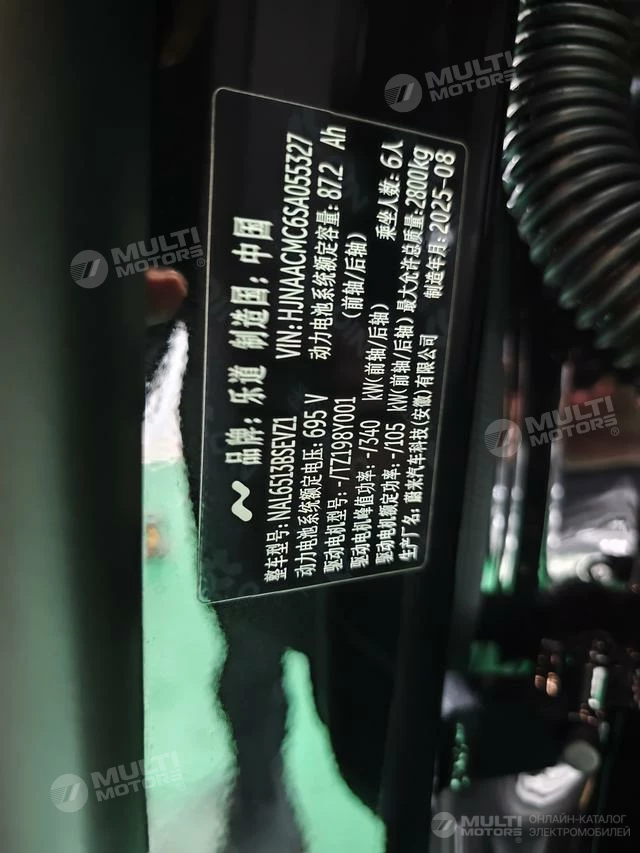 品牌: 乐道 制造国: 中国
整车型号: NAL6513BSEVZ1 VIN: HJNAACMC6SA055327
动力电池系统额定电压: 695 V 动力电池系统额定容量: 87.2 Ah
驱动电机型号: -/TZ198Y001 (前轴/后轴)
驱动电机峰值功率: -/340 kW(前轴/后轴) 乘坐人数: 6人
驱动电机额定功率: -/105 kW(前轴/后轴) 最大允许总质量: 2800kg
生产厂名: 蔚来汽车科技(安徽)有限公司 制造年月: 2025-08
MULTI MOTORS®
MULTI MOTORS®
MULTI MOTORS®
MULTI MOTORS®
MULTI MOTORS® ОНЛАЙН-КАТАЛОГ
ЭЛЕКТРОМОБИЛЕЙ